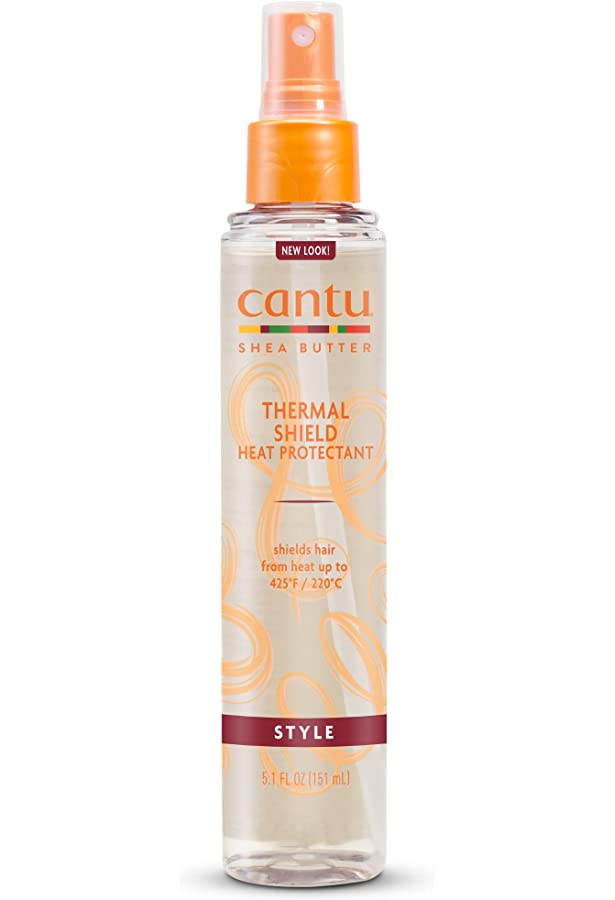 NEW LOOK!
cantu
SHEA BUTTER
THERMAL
SHIELD
HEAT PROTECTANT
shields hair
from heat up to
425°F / 220°C
STYLE
5.1 FL OZ (151 mL)